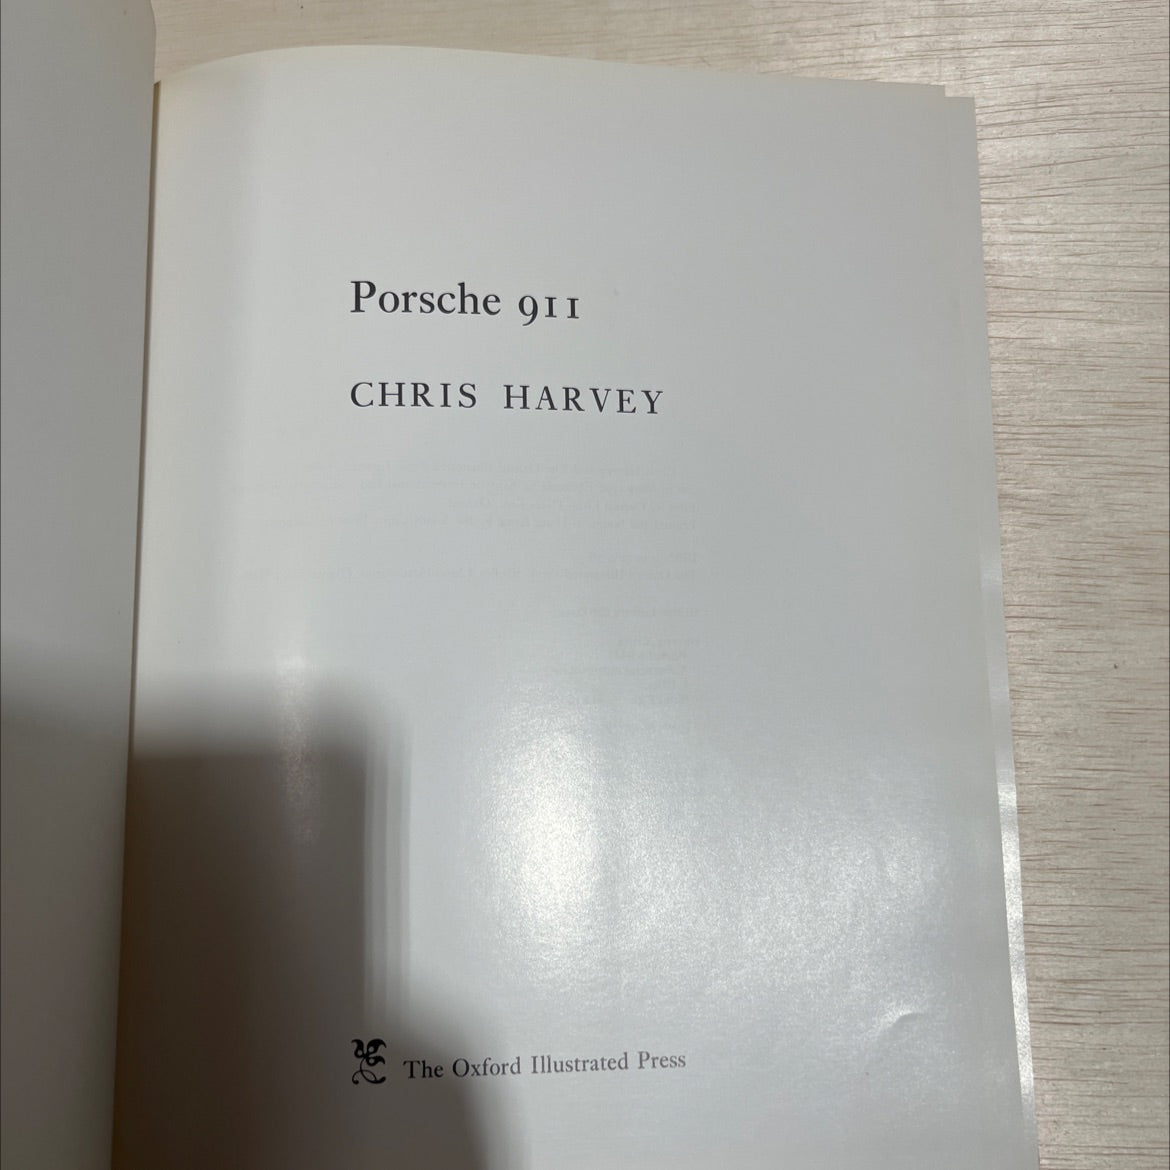 Porsche 911
CHRIS HARVEY
The Oxford Illustrated Press